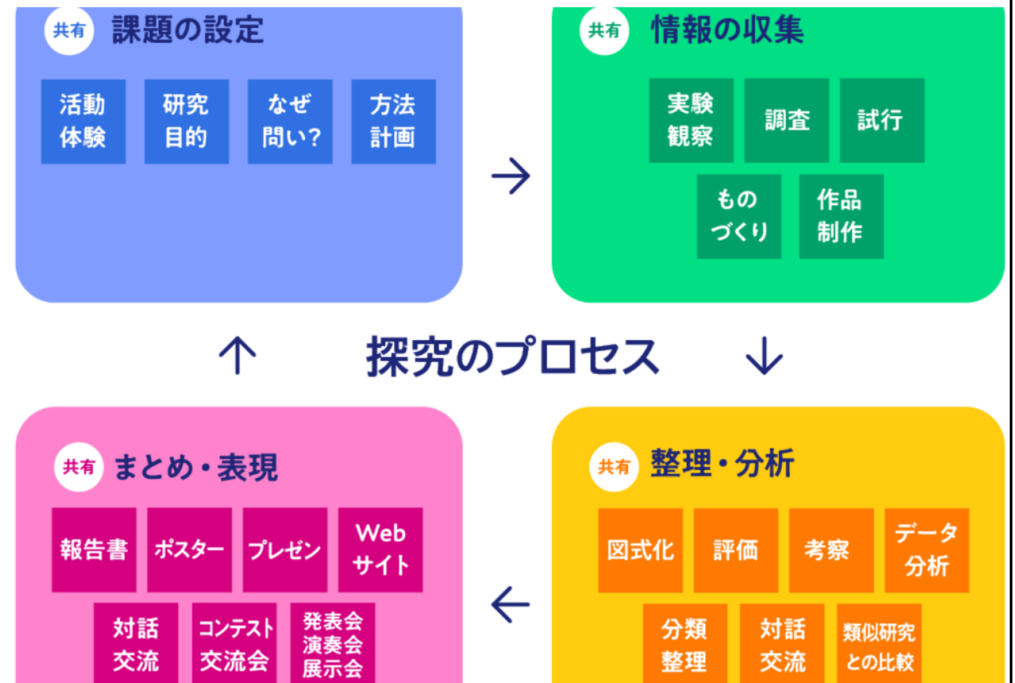 共有 課題の設定
活動
体験
研究
目的
なぜ
問い?
方法
計画
共有 情報の収集
実験
観察
調査
試行
もの
づくり
作品
制作
探究のプロセス
共有 まとめ・表現
報告書
ポスター
プレゼン
Web
サイト
対話
交流
コンテスト
交流会
発表会
演奏会
展示会
共有 整理・分析
図式化
評価
考察
データ
分析
分類
整理
対話
交流
類似研究
との比較